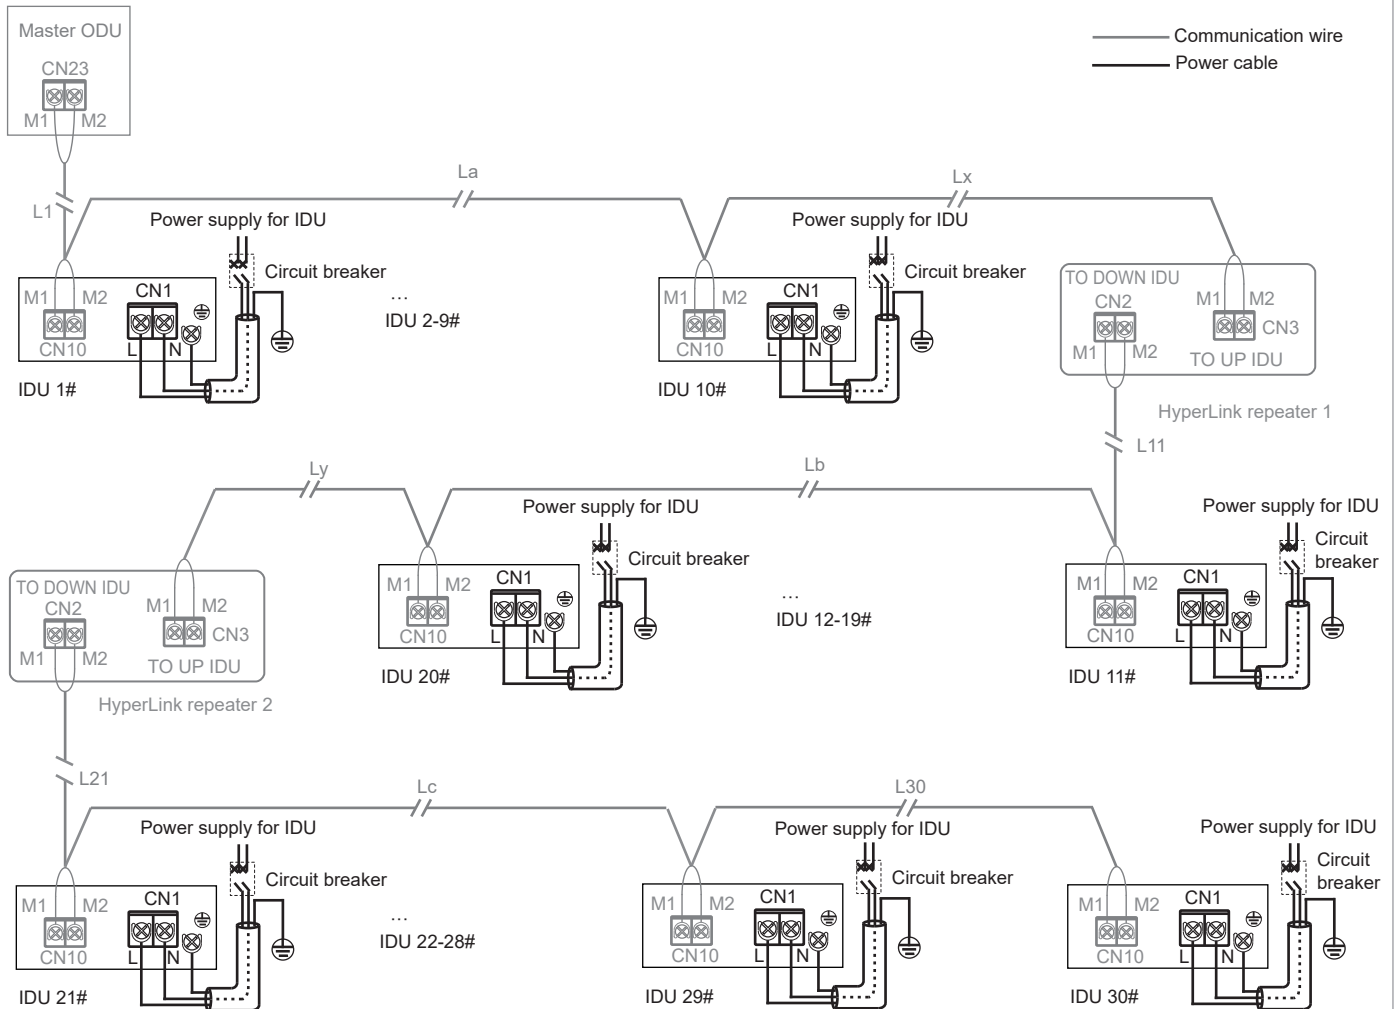 Master ODU
CN23
M1 M2
Communication wire
Power cable
L1
La
Lx
Power supply for IDU
Circuit breaker
M1 M2
CN1
CN10
L N
IDU 1#
...
IDU 2-9#
Power supply for IDU
Circuit breaker
M1 M2
CN1
CN10
L N
IDU 10#
TO DOWN IDU
CN2
M1 M2
M1 M2
CN3
TO UP IDU
HyperLink repeater 1
L11
Ly
Lb
TO DOWN IDU
CN2
M1 M2
M1 M2
CN3
TO UP IDU
HyperLink repeater 2
Power supply for IDU
Circuit breaker
M1 M2
CN1
CN10
L N
IDU 20#
...
IDU 12-19#
Power supply for IDU
Circuit
breaker
M1 M2
CN1
CN10
L N
IDU 11#
L21
Lc
L30
Power supply for IDU
Circuit breaker
M1 M2
CN1
CN10
L N
IDU 21#
...
IDU 22-28#
Power supply for IDU
Circuit breaker
M1 M2
CN1
CN10
L N
IDU 29#
Power supply for IDU
Circuit
breaker
M1 M2
CN1
CN10
L N
IDU 30#